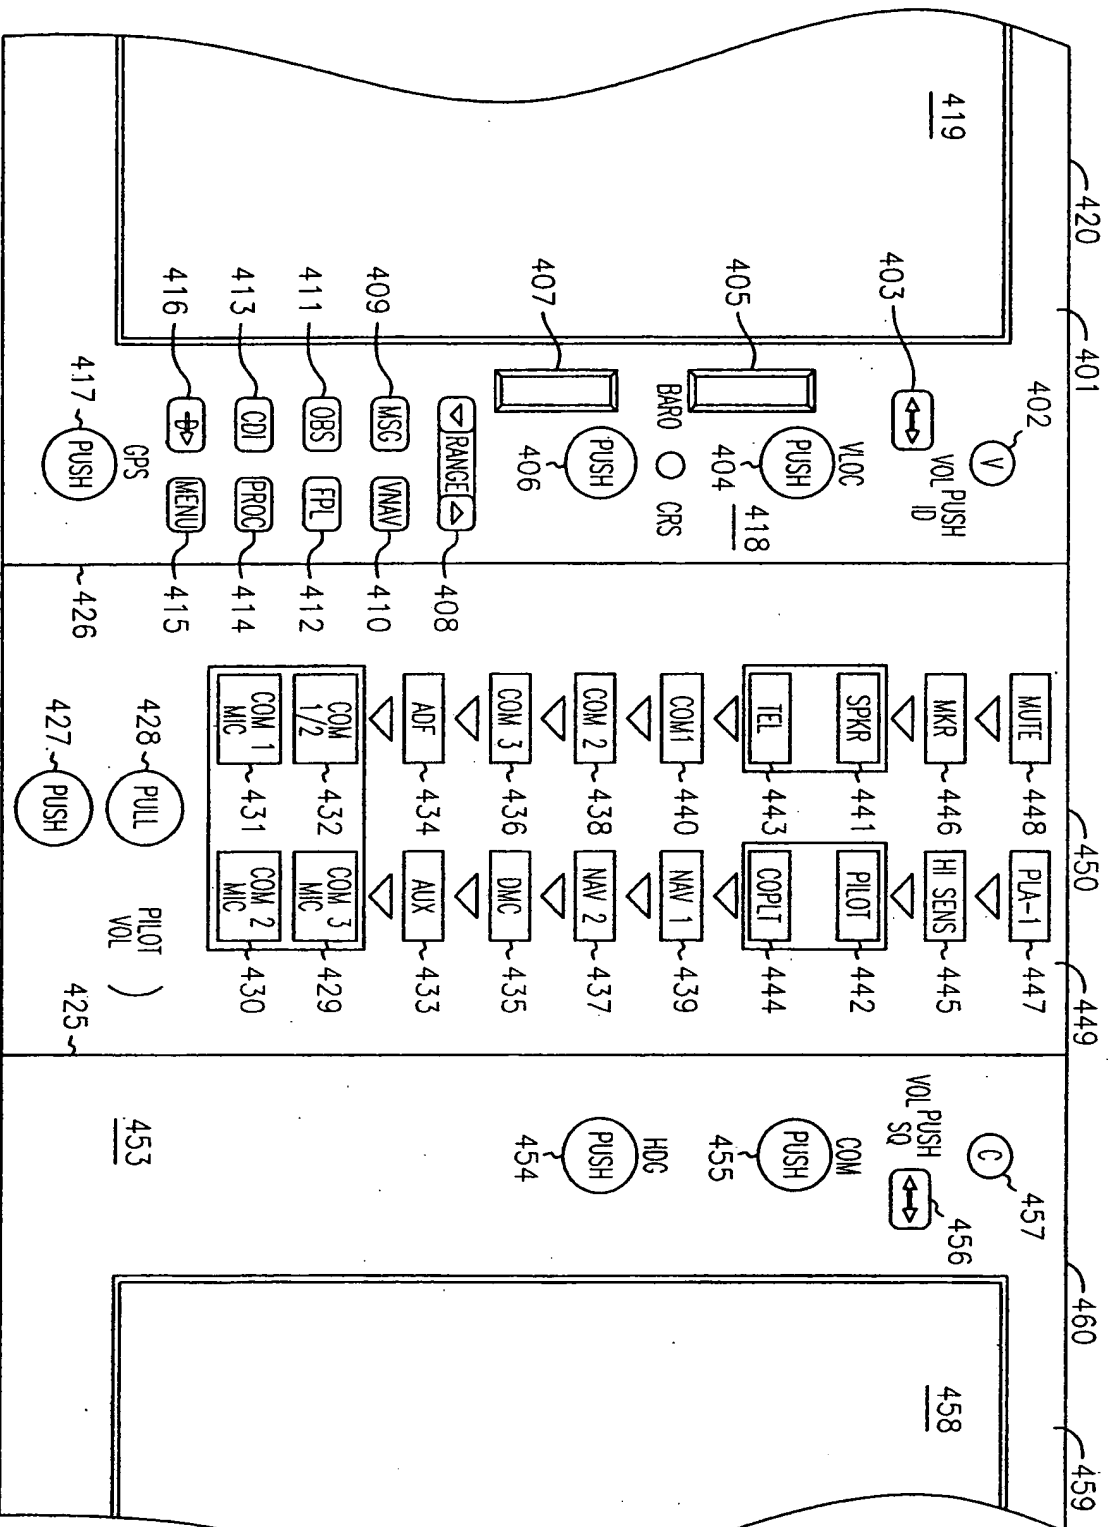 420
401
450
449
460
459
402
V
MUTE
448
PLA-1
447
C
457
419
403
VOL PUSH
ID
MKR
446
HI SENS
445
VOL PUSH
SQ
456
458
405
VLOC
PUSH
404
418
SPKR
441
PILOT
442
TEL
443
COPLT
444
COM
PUSH
455
BARO
CRS
COM1
440
NAV 1
439
HDG
407
PUSH
406
COM 2
438
NAV 2
437
PUSH
454
RANGE
408
COM 3
436
DMC
435
409
MSG
VNAV
410
ADF
434
AUX
433
411
OBS
FPL
412
COM
1/2
432
COM 3
MIC
429
413
CDI
PROC
414
COM 1
MIC
431
COM 2
MIC
430
416
D
MENU
415
428
PULL
PILOT
VOL
453
GPS
417
PUSH
426
427
PUSH
425